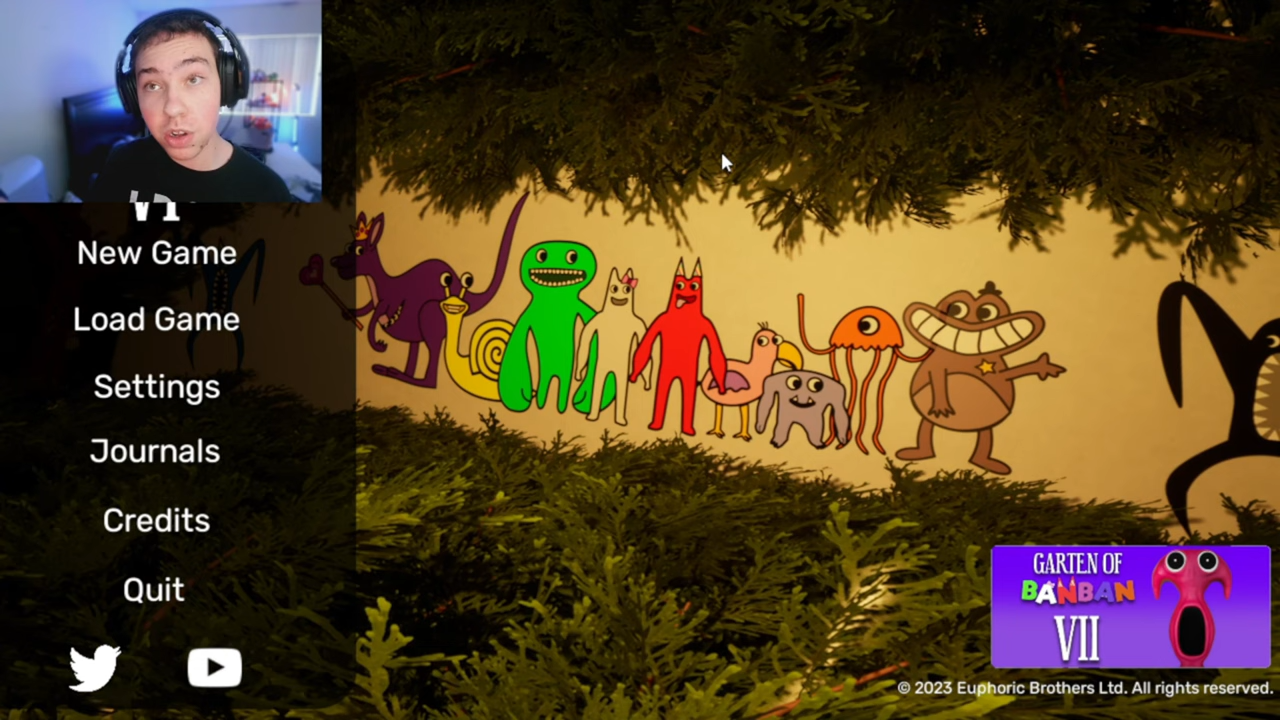 VI
New Game
Load Game
Settings
Journals
Credits
Quit
GARTEN OF
BANBAN
VII
© 2023 Euphoric Brothers Ltd. All rights reserved.